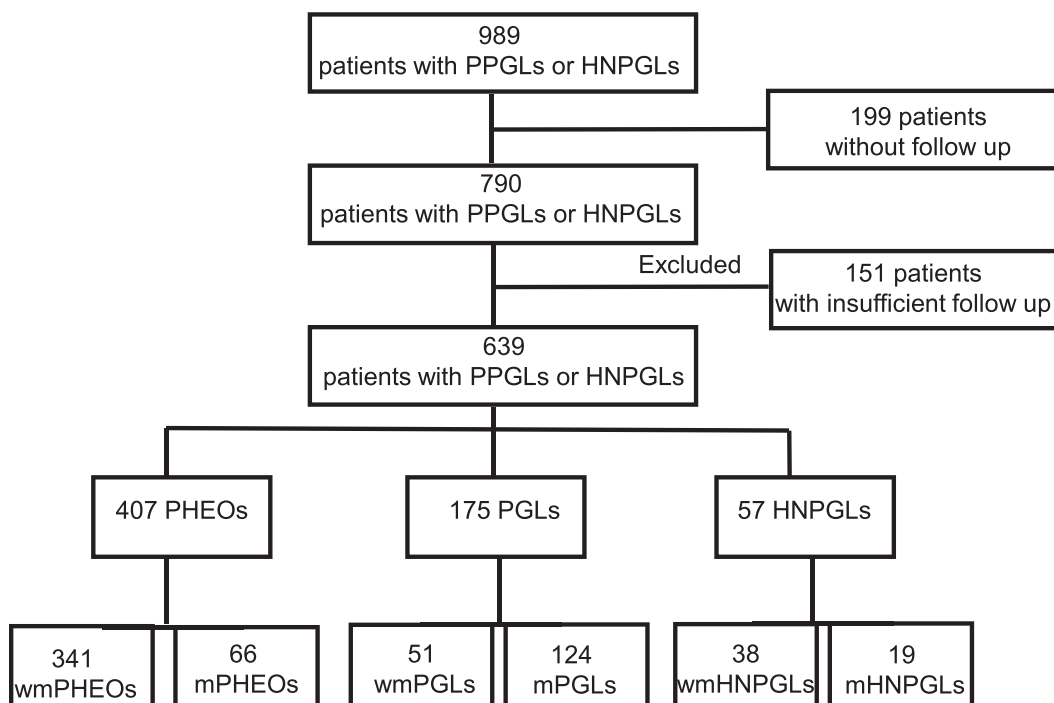 989
patients with PPGLs or HNPGLs
199 patients
without follow up
790
patients with PPGLs or HNPGLs
Excluded
151 patients
with insufficient follow up
639
patients with PPGLs or HNPGLs
407 PHEOs
175 PGLs
57 HNPGLs
341
wmPHEOs
66
mPHEOs
51
wmPGLs
124
mPGLs
38
wmHNPGLs
19
mHNPGLs